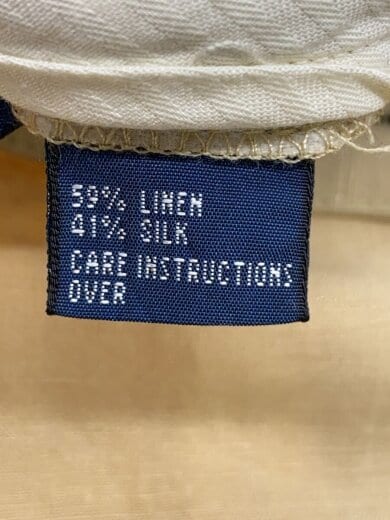 59% LINEN
41% SILK
CARE INSTRUCTIONS
OVER